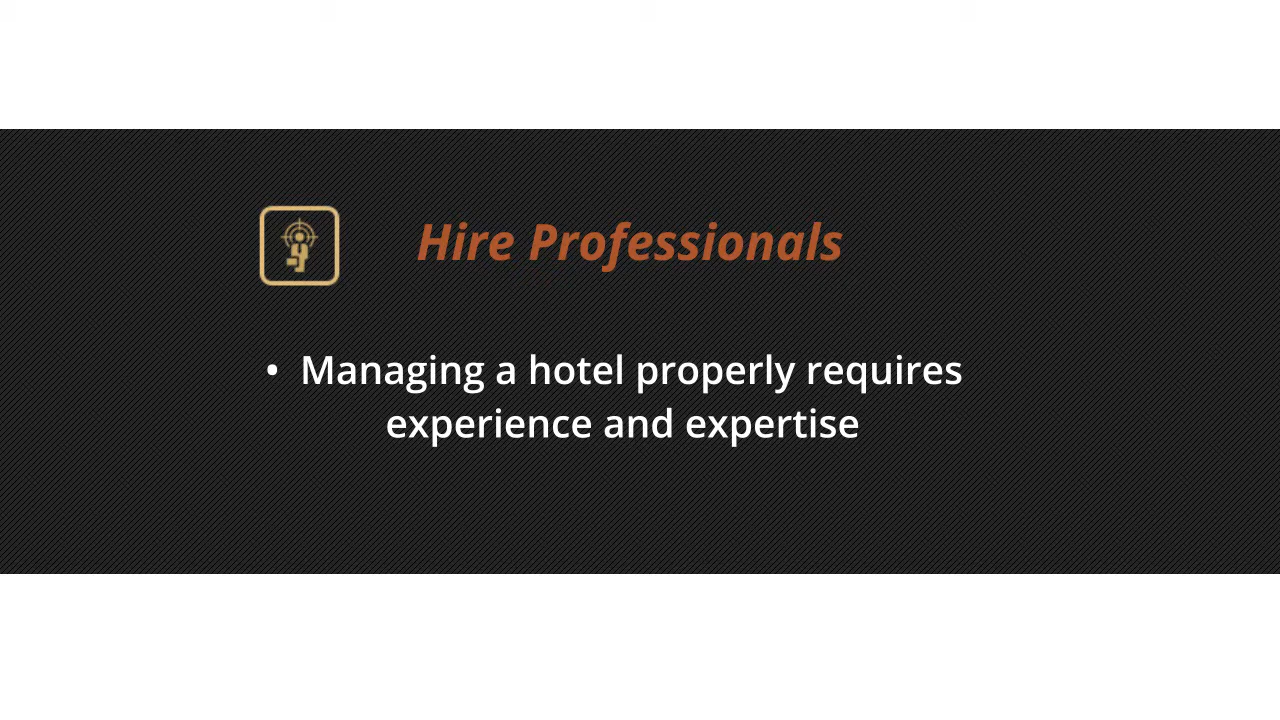 Hire Professionals
• Managing a hotel properly requires
experience and expertise